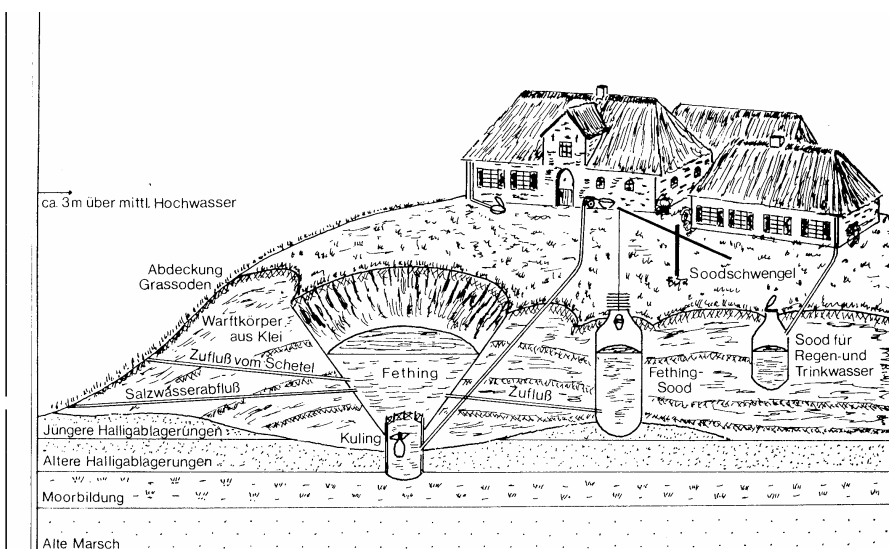 ca. 3m über mittl. Hochwasser
Abdeckung
Grassoden
Soodschwengel
Warftkörper
aus Klei
Zufluß vom Schetel
Fething
Sood für
Regen-und
Trinkwasser
Fething-
Sood
Salzwasserabfluß
Zufluß
Jüngere Halligablagerungen
Kuling
Ältere Halligablagerungen
Moorbildung
Alte Marsch